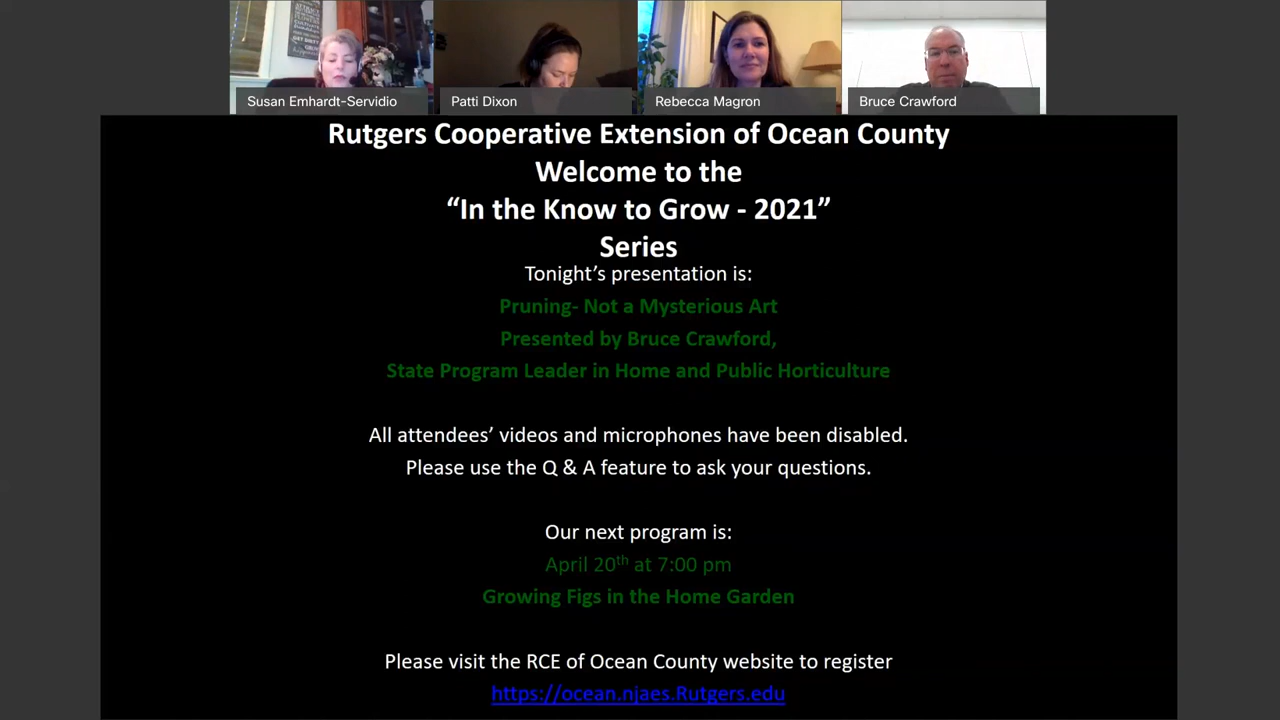 Susan Emhardt-Servidio
Patti Dixon
Rebecca Magron
Bruce Crawford
Rutgers Cooperative Extension of Ocean County
Welcome to the
“In the Know to Grow - 2021”
Series
Tonight’s presentation is:
Pruning- Not a Mysterious Art
Presented by Bruce Crawford,
State Program Leader in Home and Public Horticulture
All attendees’ videos and microphones have been disabled.
Please use the Q & A feature to ask your questions.
Our next program is:
April 20th at 7:00 pm
Growing Figs in the Home Garden
Please visit the RCE of Ocean County website to register
https://ocean.njaes.Rutgers.edu